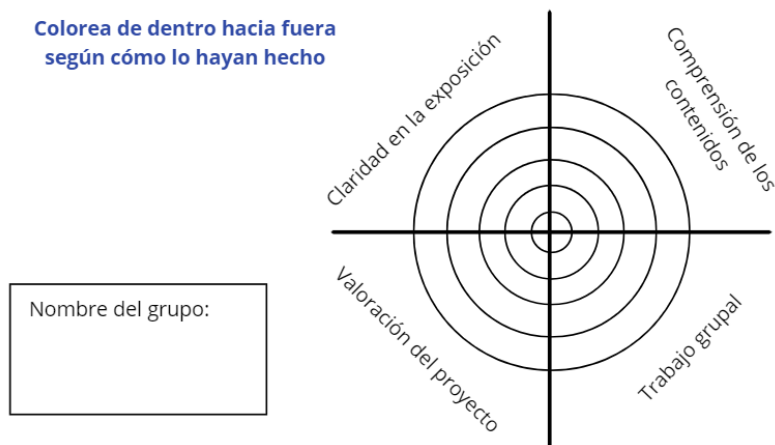 Colorea de dentro hacia fuera
según cómo lo hayan hecho
Claridad en la exposición
Comprensión de los
contenidos
Nombre del grupo:
Valoración del proyecto
Trabajo grupal